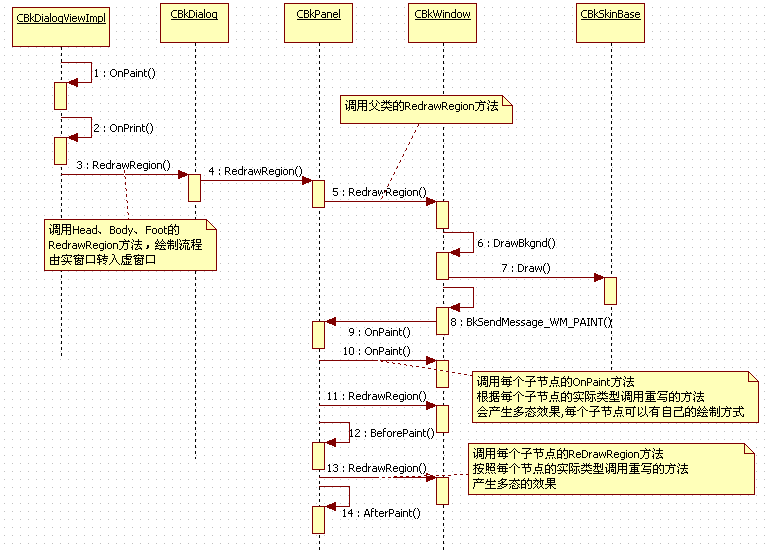 CBkDialogViewImpl
CBkDialog
CBkPanel
CBkWindow
CBkSkinBase
1 : OnPaint()
调用父类的RedrawRegion方法
2 : OnPrint()
3 : RedrawRegion()
4 : RedrawRegion()
5 : RedrawRegion()
调用Head、Body、Foot的
RedrawRegion方法，绘制流程
由实窗口转入虚窗口
6 : DrawBkgnd()
7 : Draw()
8 : BkSendMessage_WM_PAINT()
9 : OnPaint()
10 : OnPaint()
调用每个子节点的OnPaint方法
根据每个子节点的实际类型调用重写的方法
会产生多态效果,每个子节点可以有自己的绘制方式
11 : RedrawRegion()
12 : BeforePaint()
调用每个子节点的ReDrawRegion方法
按照每个节点的实际类型调用重写的方法
产生多态的效果
13 : RedrawRegion()
14 : AfterPaint()